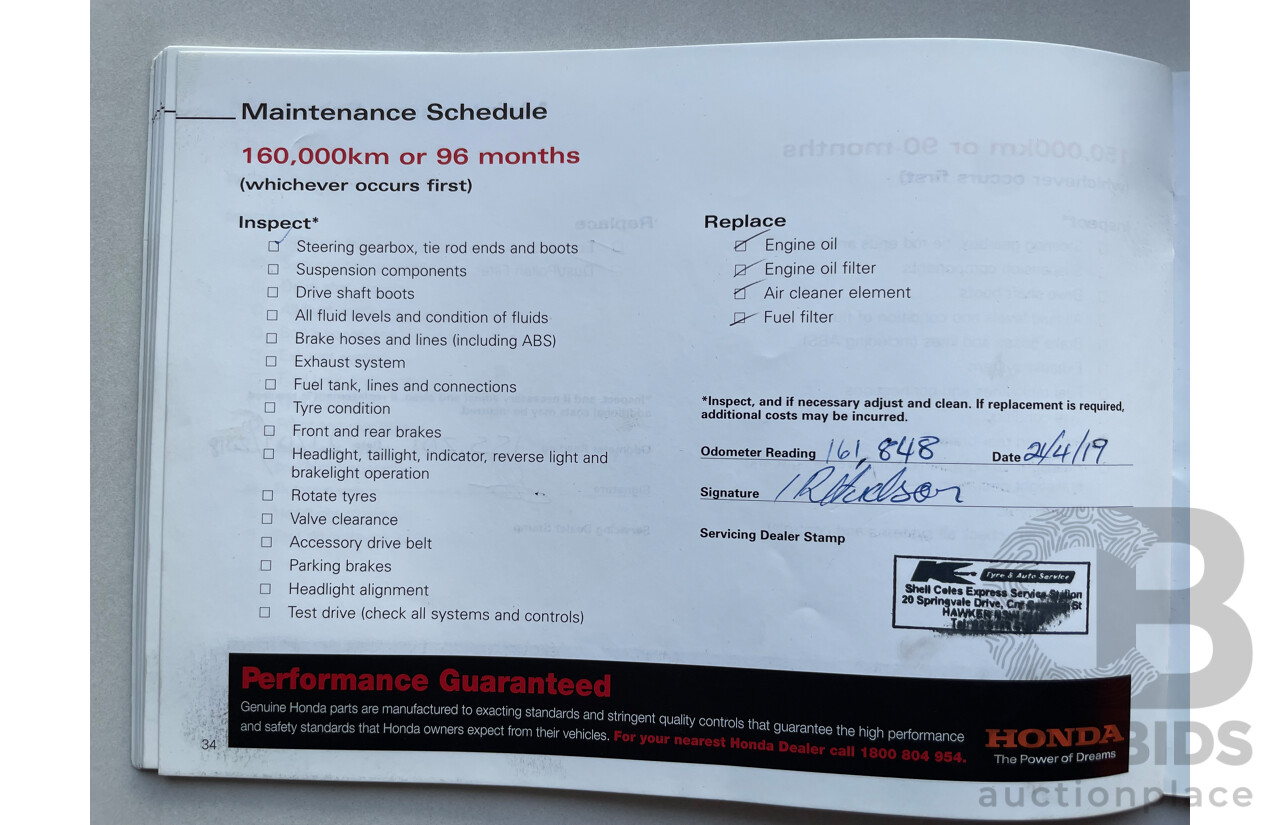 Maintenance Schedule
160,000km or 96 months
(whichever occurs first)
Inspect*
Steering gearbox, tie rod ends and boots
Suspension components
Drive shaft boots
All fluid levels and condition of fluids
Brake hoses and lines (including ABS)
Exhaust system
Fuel tank, lines and connections
Tyre condition
Front and rear brakes
Headlight, taillight, indicator, reverse light and
brakelight operation
Rotate tyres
Valve clearance
Accessory drive belt
Parking brakes
Headlight alignment
Test drive (check all systems and controls)
Replace
Engine oil
Engine oil filter
Air cleaner element
Fuel filter
*Inspect, and if necessary adjust and clean. If replacement is required,
additional costs may be incurred.
Odometer Reading 161,848 Date /4/19
Signature
Servicing Dealer Stamp
K Tyre & Auto Service
Shell Coles Express Service Station
20 Springvale Drive, Cnr St
HAWKER
Performance Guaranteed
Genuine Honda parts are manufactured to exacting standards and stringent quality controls that guarantee the high performance
and safety standards that Honda owners expect from their vehicles. For your nearest Honda Dealer call 1800 804 954.
HONDA
The Power of Dreams
34
BIDS
auctionplace